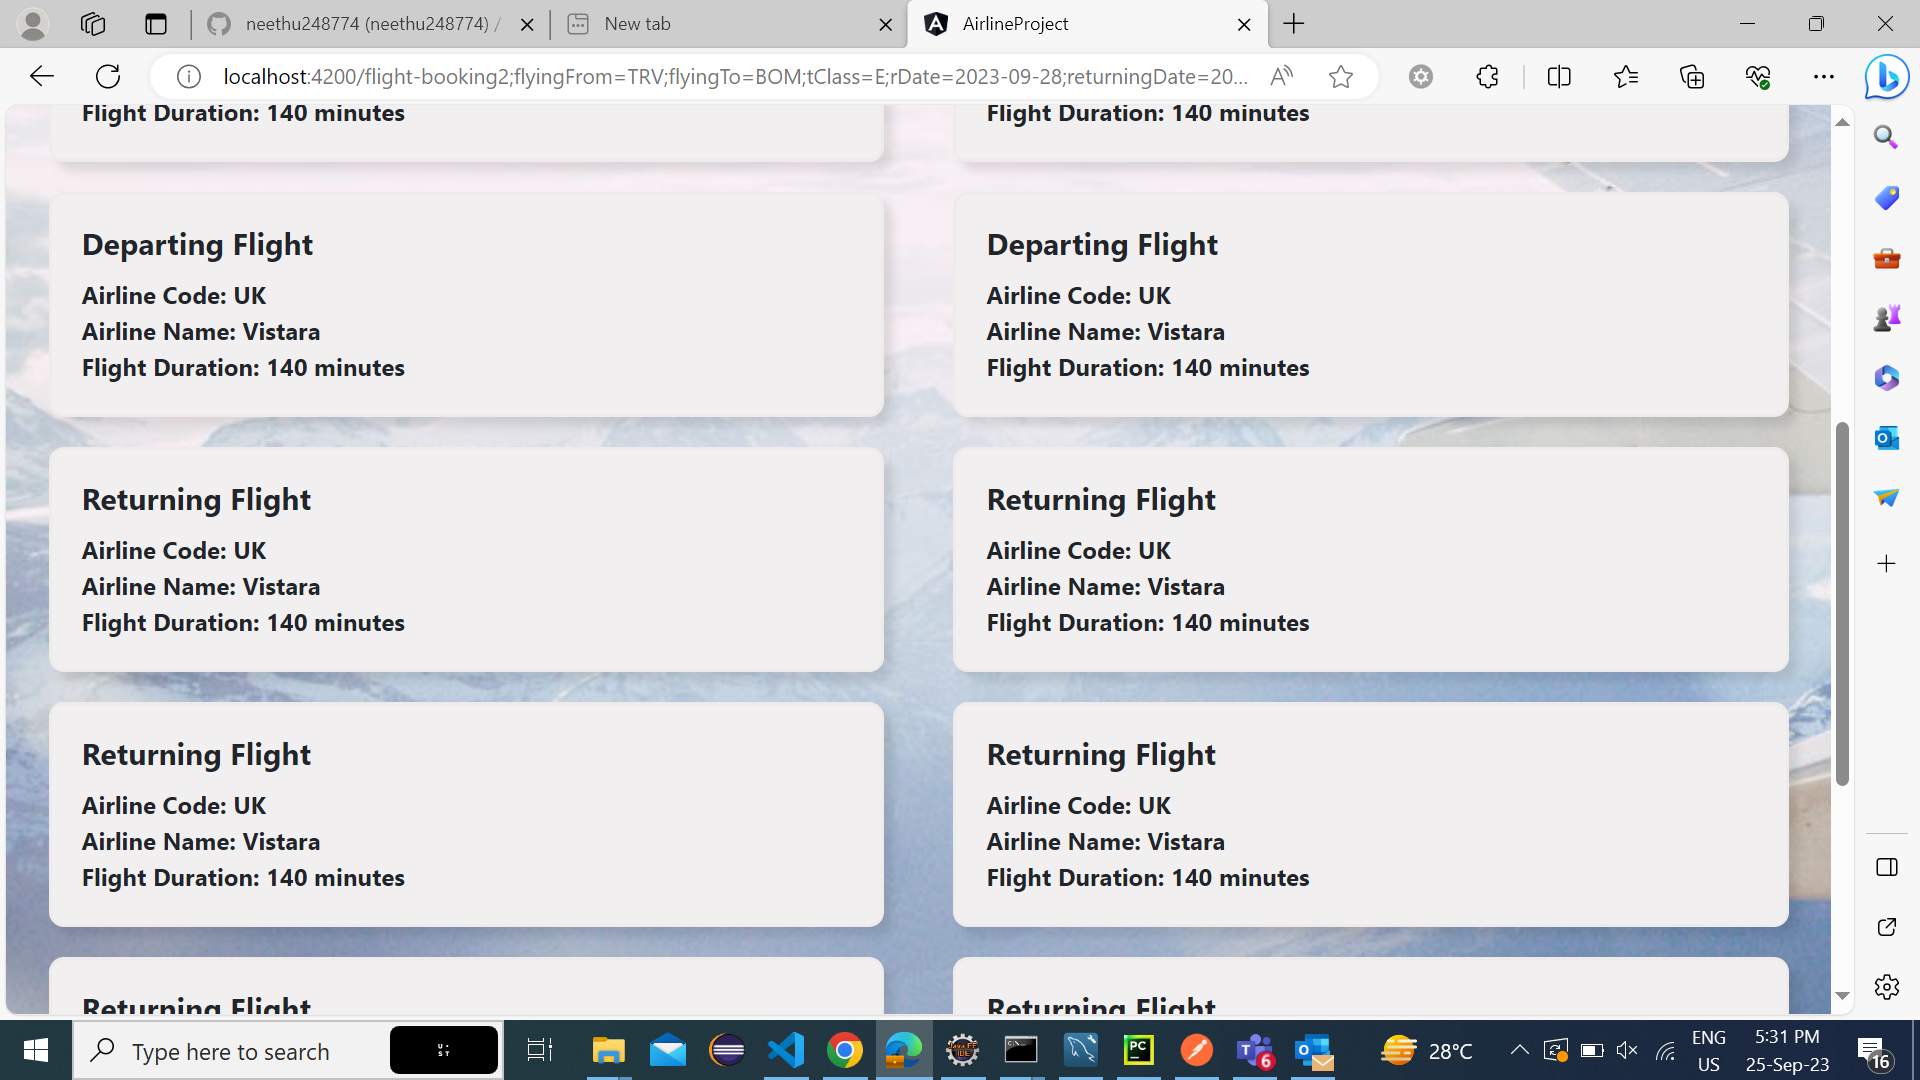 neethu248774 (neethu248774) /
New tab
AirlineProject
localhost:4200/flight-booking2;flyingFrom=TRV;flyingTo=BOM;tClass=E;rDate=2023-09-28;returningDate=20...
Flight Duration: 140 minutes
Flight Duration: 140 minutes
Departing Flight
Airline Code: UK
Airline Name: Vistara
Flight Duration: 140 minutes
Departing Flight
Airline Code: UK
Airline Name: Vistara
Flight Duration: 140 minutes
Returning Flight
Airline Code: UK
Airline Name: Vistara
Flight Duration: 140 minutes
Returning Flight
Airline Code: UK
Airline Name: Vistara
Flight Duration: 140 minutes
Returning Flight
Airline Code: UK
Airline Name: Vistara
Flight Duration: 140 minutes
Returning Flight
Airline Code: UK
Airline Name: Vistara
Flight Duration: 140 minutes
Returning Flight
Returning Flight
Type here to search
28°C
ENG
US
5:31 PM
25-Sep-23
16
6
PC